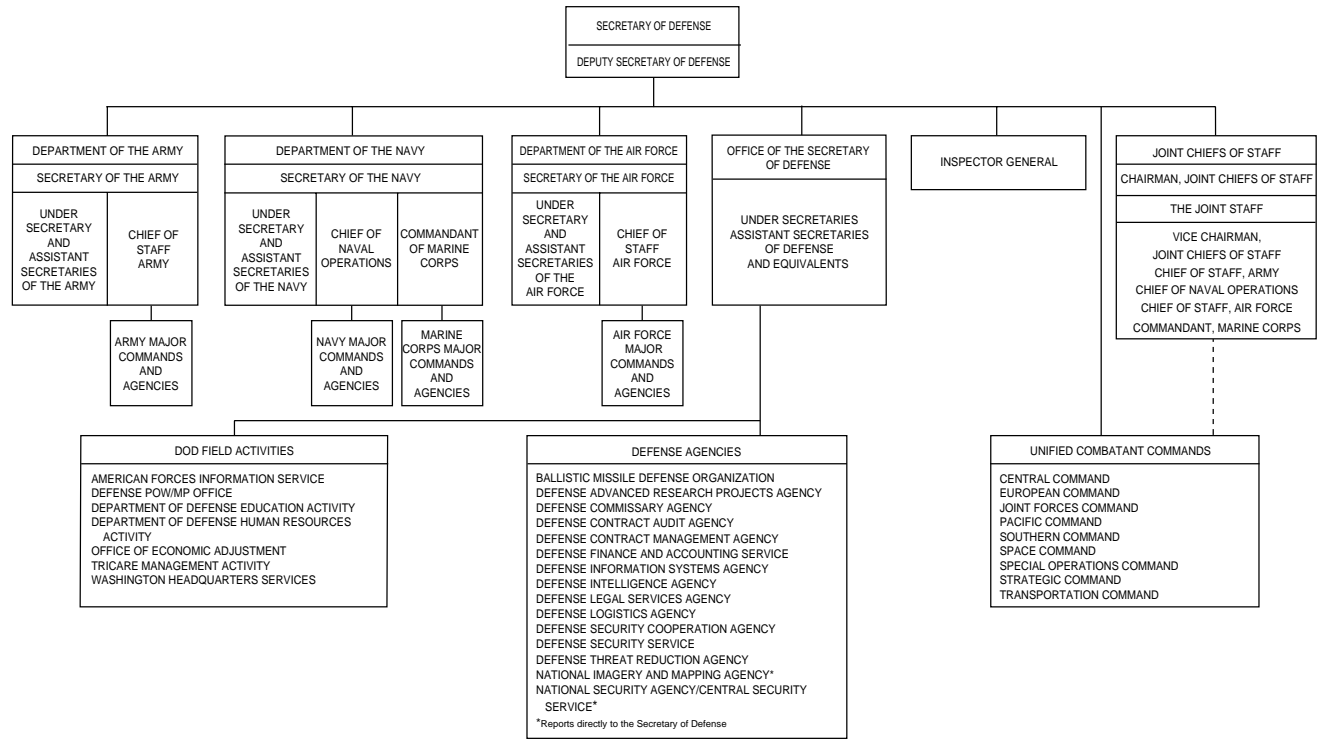 SECRETARY OF DEFENSE
DEPUTY SECRETARY OF DEFENSE
DEPARTMENT OF THE ARMY
SECRETARY OF THE ARMY
UNDER
SECRETARY
AND
ASSISTANT
SECRETARIES
OF THE ARMY
CHIEF OF
STAFF
ARMY
ARMY MAJOR
COMMANDS
AND
AGENCIES
DEPARTMENT OF THE NAVY
SECRETARY OF THE NAVY
UNDER
SECRETARY
AND
ASSISTANT
SECRETARIES
OF THE NAVY
CHIEF OF
NAVAL
OPERATIONS
COMMANDANT
OF MARINE
CORPS
NAVY MAJOR
COMMANDS
AND
AGENCIES
MARINE
CORPS MAJOR
COMMANDS
AND
AGENCIES
DEPARTMENT OF THE AIR FORCE
SECRETARY OF THE AIR FORCE
UNDER
SECRETARY
AND
ASSISTANT
SECRETARIES
OF THE
AIR FORCE
CHIEF OF
STAFF
AIR FORCE
AIR FORCE
MAJOR
COMMANDS
AND
AGENCIES
OFFICE OF THE SECRETARY
OF DEFENSE
UNDER SECRETARIES
ASSISTANT SECRETARIES
OF DEFENSE
AND EQUIVALENTS
INSPECTOR GENERAL
JOINT CHIEFS OF STAFF
CHAIRMAN, JOINT CHIEFS OF STAFF
THE JOINT STAFF
VICE CHAIRMAN,
JOINT CHIEFS OF STAFF
CHIEF OF STAFF, ARMY
CHIEF OF NAVAL OPERATIONS
CHIEF OF STAFF, AIR FORCE
COMMANDANT, MARINE CORPS
DOD FIELD ACTIVITIES
AMERICAN FORCES INFORMATION SERVICE
DEFENSE POW/MP OFFICE
DEPARTMENT OF DEFENSE EDUCATION ACTIVITY
DEPARTMENT OF DEFENSE HUMAN RESOURCES
ACTIVITY
OFFICE OF ECONOMIC ADJUSTMENT
TRICARE MANAGEMENT ACTIVITY
WASHINGTON HEADQUARTERS SERVICES
DEFENSE AGENCIES
BALLISTIC MISSILE DEFENSE ORGANIZATION
DEFENSE ADVANCED RESEARCH PROJECTS AGENCY
DEFENSE COMMISSARY AGENCY
DEFENSE CONTRACT AUDIT AGENCY
DEFENSE CONTRACT MANAGEMENT AGENCY
DEFENSE FINANCE AND ACCOUNTING SERVICE
DEFENSE INFORMATION SYSTEMS AGENCY
DEFENSE INTELLIGENCE AGENCY
DEFENSE LEGAL SERVICES AGENCY
DEFENSE LOGISTICS AGENCY
DEFENSE SECURITY COOPERATION AGENCY
DEFENSE SECURITY SERVICE
DEFENSE THREAT REDUCTION AGENCY
NATIONAL IMAGERY AND MAPPING AGENCY*
NATIONAL SECURITY AGENCY/CENTRAL SECURITY
SERVICE*
*Reports directly to the Secretary of Defense
UNIFIED COMBATANT COMMANDS
CENTRAL COMMAND
EUROPEAN COMMAND
JOINT FORCES COMMAND
PACIFIC COMMAND
SOUTHERN COMMAND
SPACE COMMAND
SPECIAL OPERATIONS COMMAND
STRATEGIC COMMAND
TRANSPORTATION COMMAND